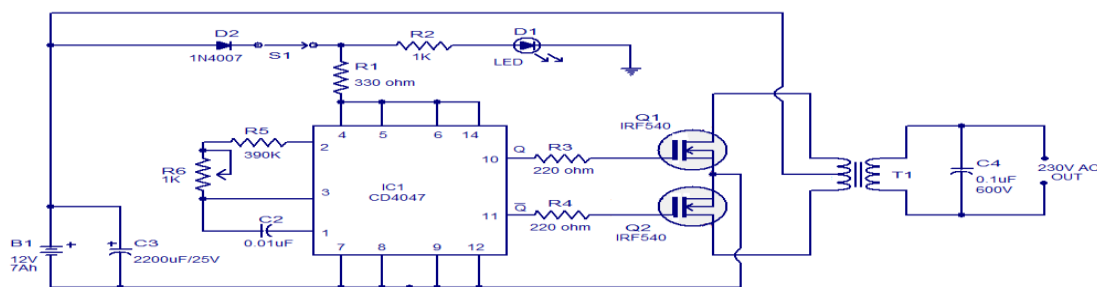 D2
1N4007
S1
R2
1K
D1
LED
R1
330 ohm
4 5 6 14
R5
390K
2
R6
1K
3
C2
0.01uF
1
IC1
CD4047
10
Q
R3
220 ohm
11
Q̅
R4
220 ohm
7 8 9 12
Q1
IRF540
Q2
IRF540
T1
C4
0.1uF
600V
230V AC
OUT
B1
+
12V
7Ah
+
C3
2200uF/25V